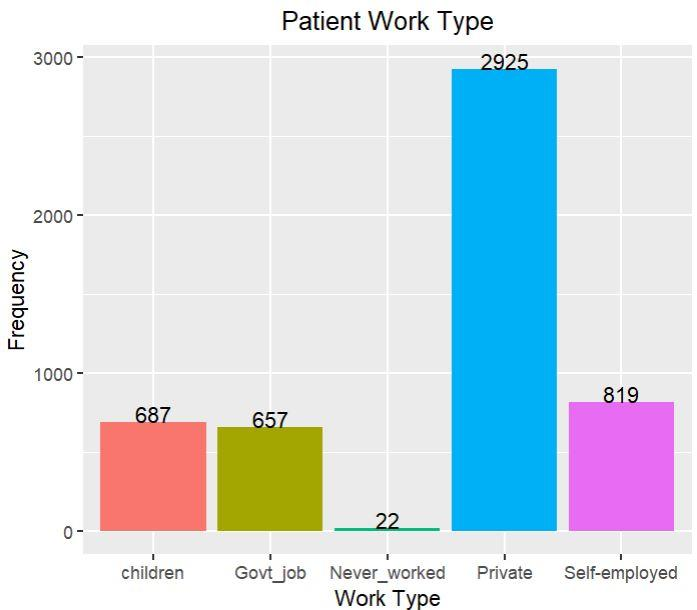 Patient Work Type
3000
2000
1000
0
Frequency
687
657
22
2925
819
children
Govt_job
Never_worked
Private
Self-employed
Work Type